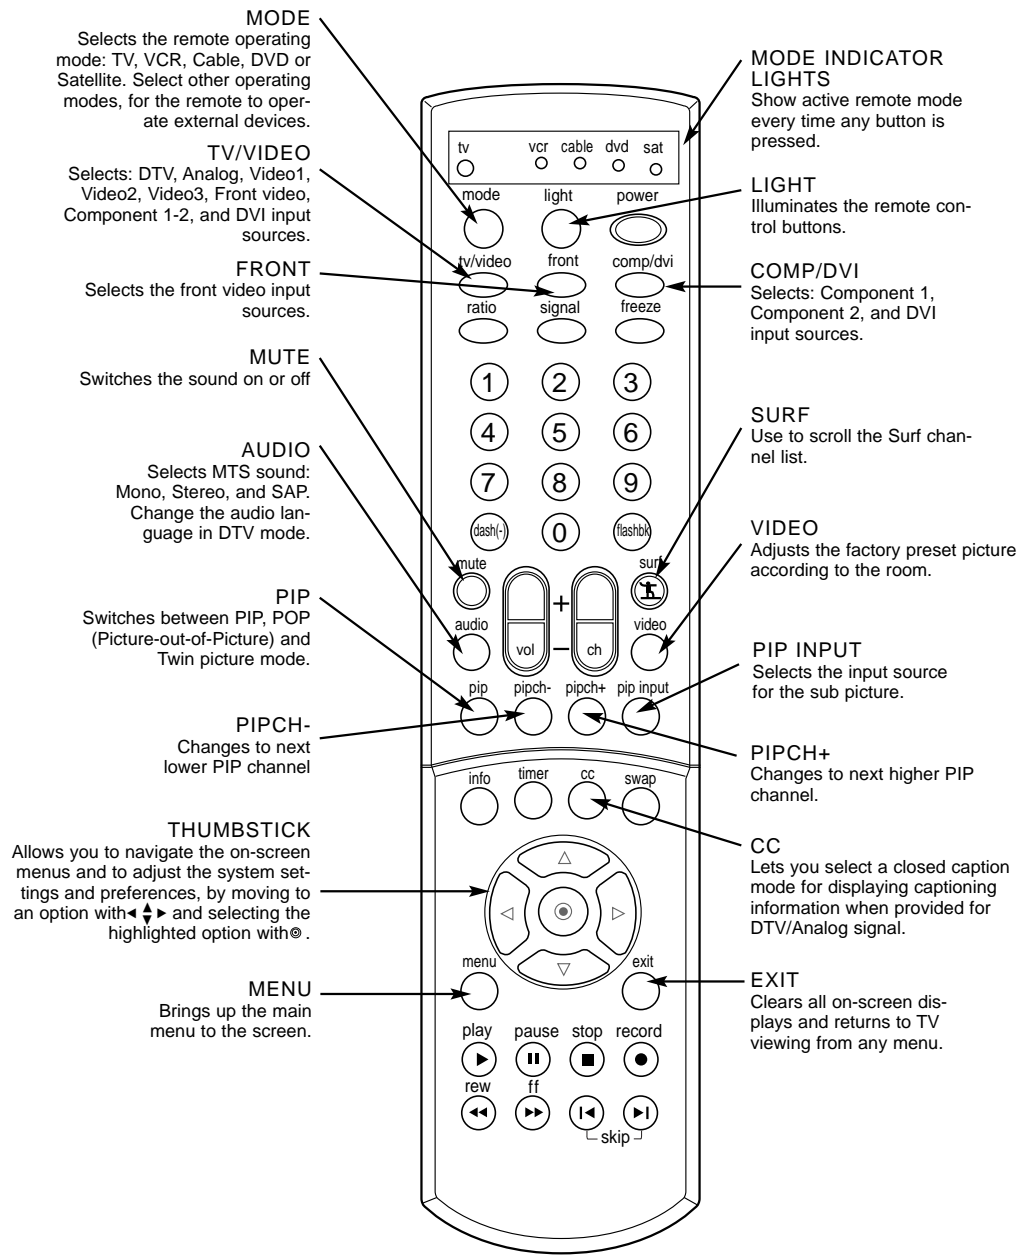 MODE
Selects the remote operating
mode: TV, VCR, Cable, DVD or
Satellite. Select other operating
modes, for the remote to oper-
ate external devices.
TV/VIDEO
Selects: DTV, Analog, Video1,
Video2, Video3, Front video,
Component 1-2, and DVI input
sources.
FRONT
Selects the front video input
sources.
MUTE
Switches the sound on or off
AUDIO
Selects MTS sound:
Mono, Stereo, and SAP.
Change the audio lan-
guage in DTV mode.
PIP
Switches between PIP, POP
(Picture-out-of-Picture) and
Twin picture mode.
PIPCH-
Changes to next
lower PIP channel
THUMBSTICK
Allows you to navigate the on-screen
menus and to adjust the system set-
tings and preferences, by moving to
an option with◄ ▲▼ ► and selecting the
highlighted option with◎ .
MENU
Brings up the main
menu to the screen.
tv vcr cable dvd sat
mode light power
tv/video front comp/dvi
ratio signal freeze
1 2 3
4 5 6
7 8 9
dash(-) 0 flashbk
mute surf
+
audio video
vol − ch
pip pipch- pipch+ pip input
info timer cc swap
menu exit
play pause stop record
rew ff
skip
MODE INDICATOR
LIGHTS
Show active remote mode
every time any button is
pressed.
LIGHT
Illuminates the remote con-
trol buttons.
COMP/DVI
Selects: Component 1,
Component 2, and DVI
input sources.
SURF
Use to scroll the Surf chan-
nel list.
VIDEO
Adjusts the factory preset picture
according to the room.
PIP INPUT
Selects the input source
for the sub picture.
PIPCH+
Changes to next higher PIP
channel.
CC
Lets you select a closed caption
mode for displaying captioning
information when provided for
DTV/Analog signal.
EXIT
Clears all on-screen dis-
plays and returns to TV
viewing from any menu.